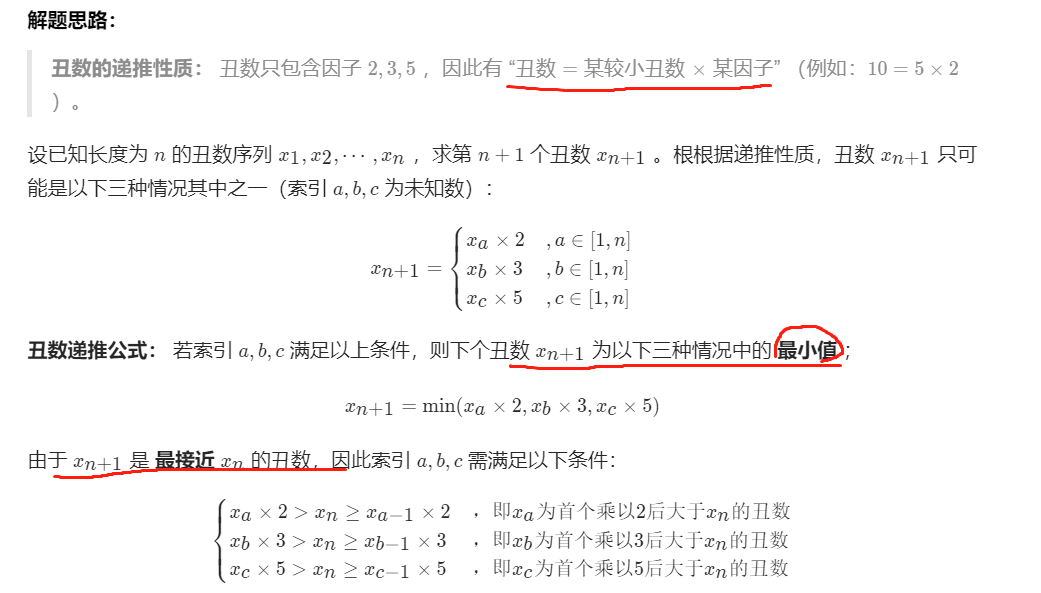 解题思路：
丑数的递推性质： 丑数只包含因子 2, 3, 5 ，因此有 “丑数 = 某较小丑数 × 某因子” （例如：10 = 5 × 2
）。
设已知长度为 n 的丑数序列 x1, x2, ⋯ , xn ，求第 n + 1 个丑数 xn+1 。根根据递推性质，丑数 xn+1 只可
能是以下三种情况其中之一（索引 a, b, c 为未知数）：
xa × 2 , a ∈ [1, n]
xn+1 = { xb × 3 , b ∈ [1, n]
xc × 5 , c ∈ [1, n]
丑数递推公式： 若索引 a, b, c 满足以上条件，则下个丑数 xn+1 为以下三种情况中的 最小值；
xn+1 = min(xa × 2, xb × 3, xc × 5)
由于 xn+1 是 最接近 xn 的丑数，因此索引 a, b, c 需满足以下条件：
xa × 2 > xn ≥ xa−1 × 2 ，即xa为首个乘以2后大于xn的丑数
xb × 3 > xn ≥ xb−1 × 3 ，即xb为首个乘以3后大于xn的丑数
xc × 5 > xn ≥ xc−1 × 5 ，即xc为首个乘以5后大于xn的丑数